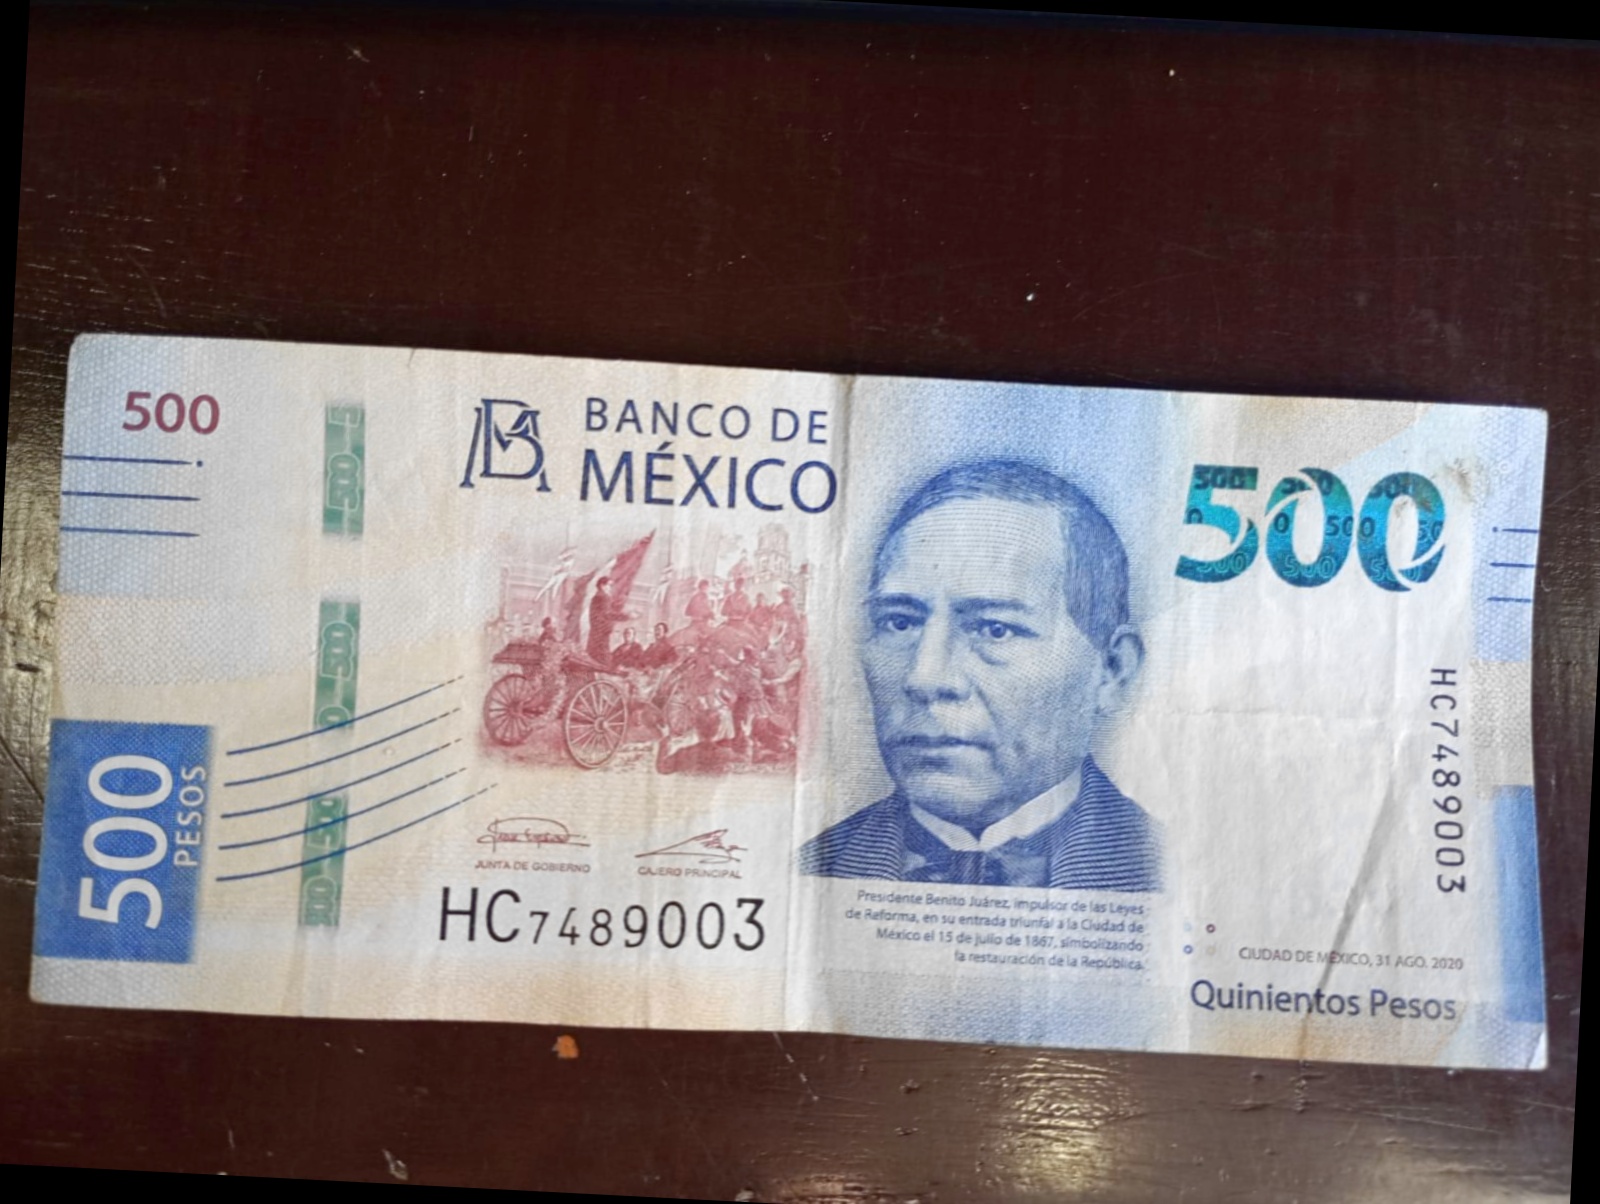 500
BANCO DE
MÉXICO
500
500
PESOS
JUNTA DE GOBIERNO
CAJERO PRINCIPAL
HC7489003
Presidente Benito Juárez, impulsor de las Leyes
de Reforma, en su entrada triunfal a la Ciudad de
México el 15 de julio de 1867, simbolizando
la restauración de la República.
HC7489003
CIUDAD DE MÉXICO, 31 AGO. 2020
Quinientos Pesos